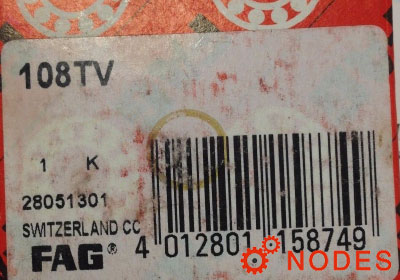 108TV
1 K
28051301
SWITZERLAND CC
FAG®
4 012801 158749
NODES